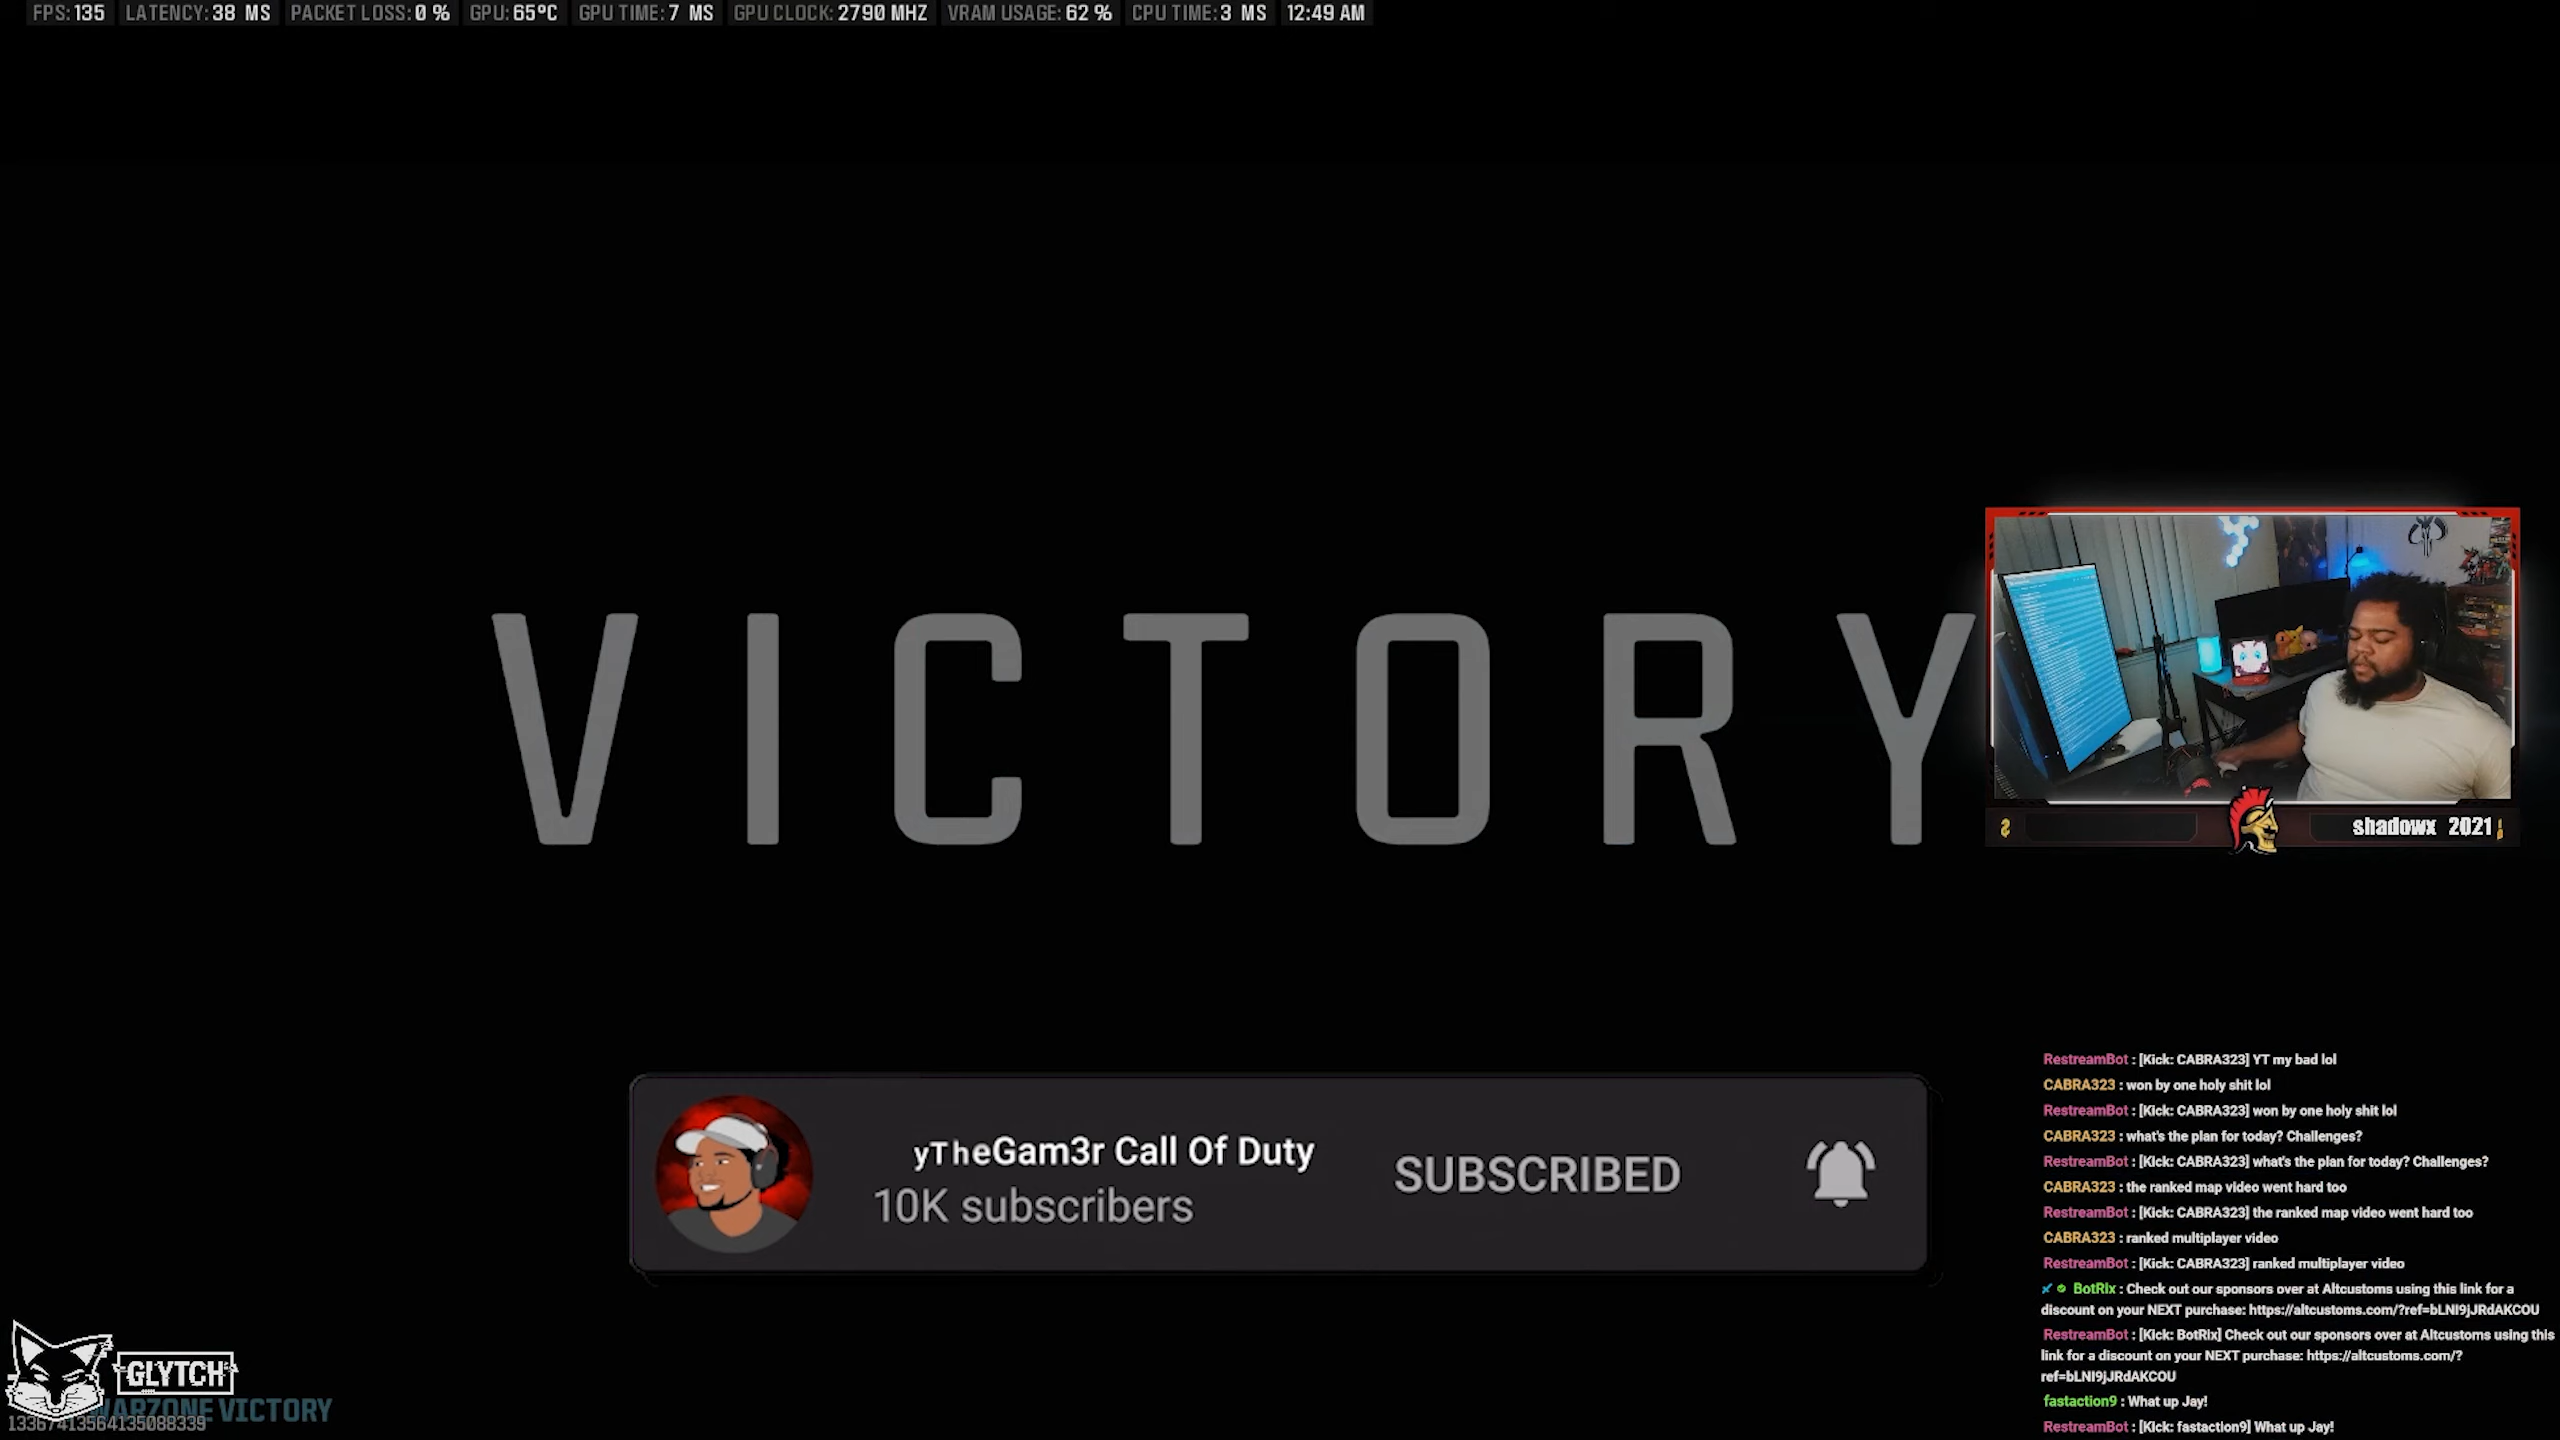 FPS: 135 LATENCY: 38 MS PACKET LOSS: 0 % GPU: 65°C GPU TIME: 7 MS GPU CLOCK: 2790 MHZ VRAM USAGE: 62 % CPU TIME: 3 MS 12:49 AM
VICTORY
shadowx 2021
yTheGam3r Call Of Duty
10K subscribers
SUBSCRIBED
RestreamBot : [Kick: CABRA323] YT my bad lol
CABRA323 : won by one holy shit lol
RestreamBot : [Kick: CABRA323] won by one holy shit lol
CABRA323 : what's the plan for today? Challenges?
RestreamBot : [Kick: CABRA323] what's the plan for today? Challenges?
CABRA323 : the ranked map video went hard too
RestreamBot : [Kick: CABRA323] the ranked map video went hard too
CABRA323 : ranked multiplayer video
RestreamBot : [Kick: CABRA323] ranked multiplayer video
BotRix : Check out our sponsors over at Altcustoms using this link for a
discount on your NEXT purchase: https://altcustoms.com/?ref=bLNI9jJRdAKCOU
RestreamBot : [Kick: BotRix] Check out our sponsors over at Altcustoms using this
link for a discount on your NEXT purchase: https://altcustoms.com/?
ref=bLNI9jJRdAKCOU
fastaction9 : What up Jay!
RestreamBot : [Kick: fastaction9] What up Jay!
GLYTCH
WARZONE VICTORY
13367413564135088339